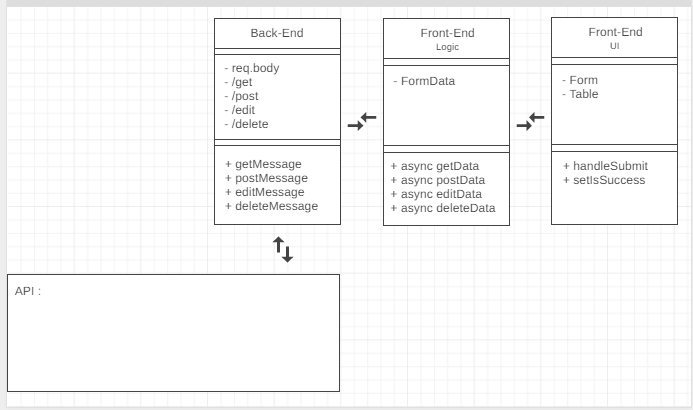 Back-End
- req.body
- /get
- /post
- /edit
- /delete
+ getMessage
+ postMessage
+ editMessage
+ deleteMessage
Front-End
Logic
- FormData
+ async getData
+ async postData
+ async editData
+ async deleteData
Front-End
UI
- Form
- Table
+ handleSubmit
+ setIsSuccess
API :